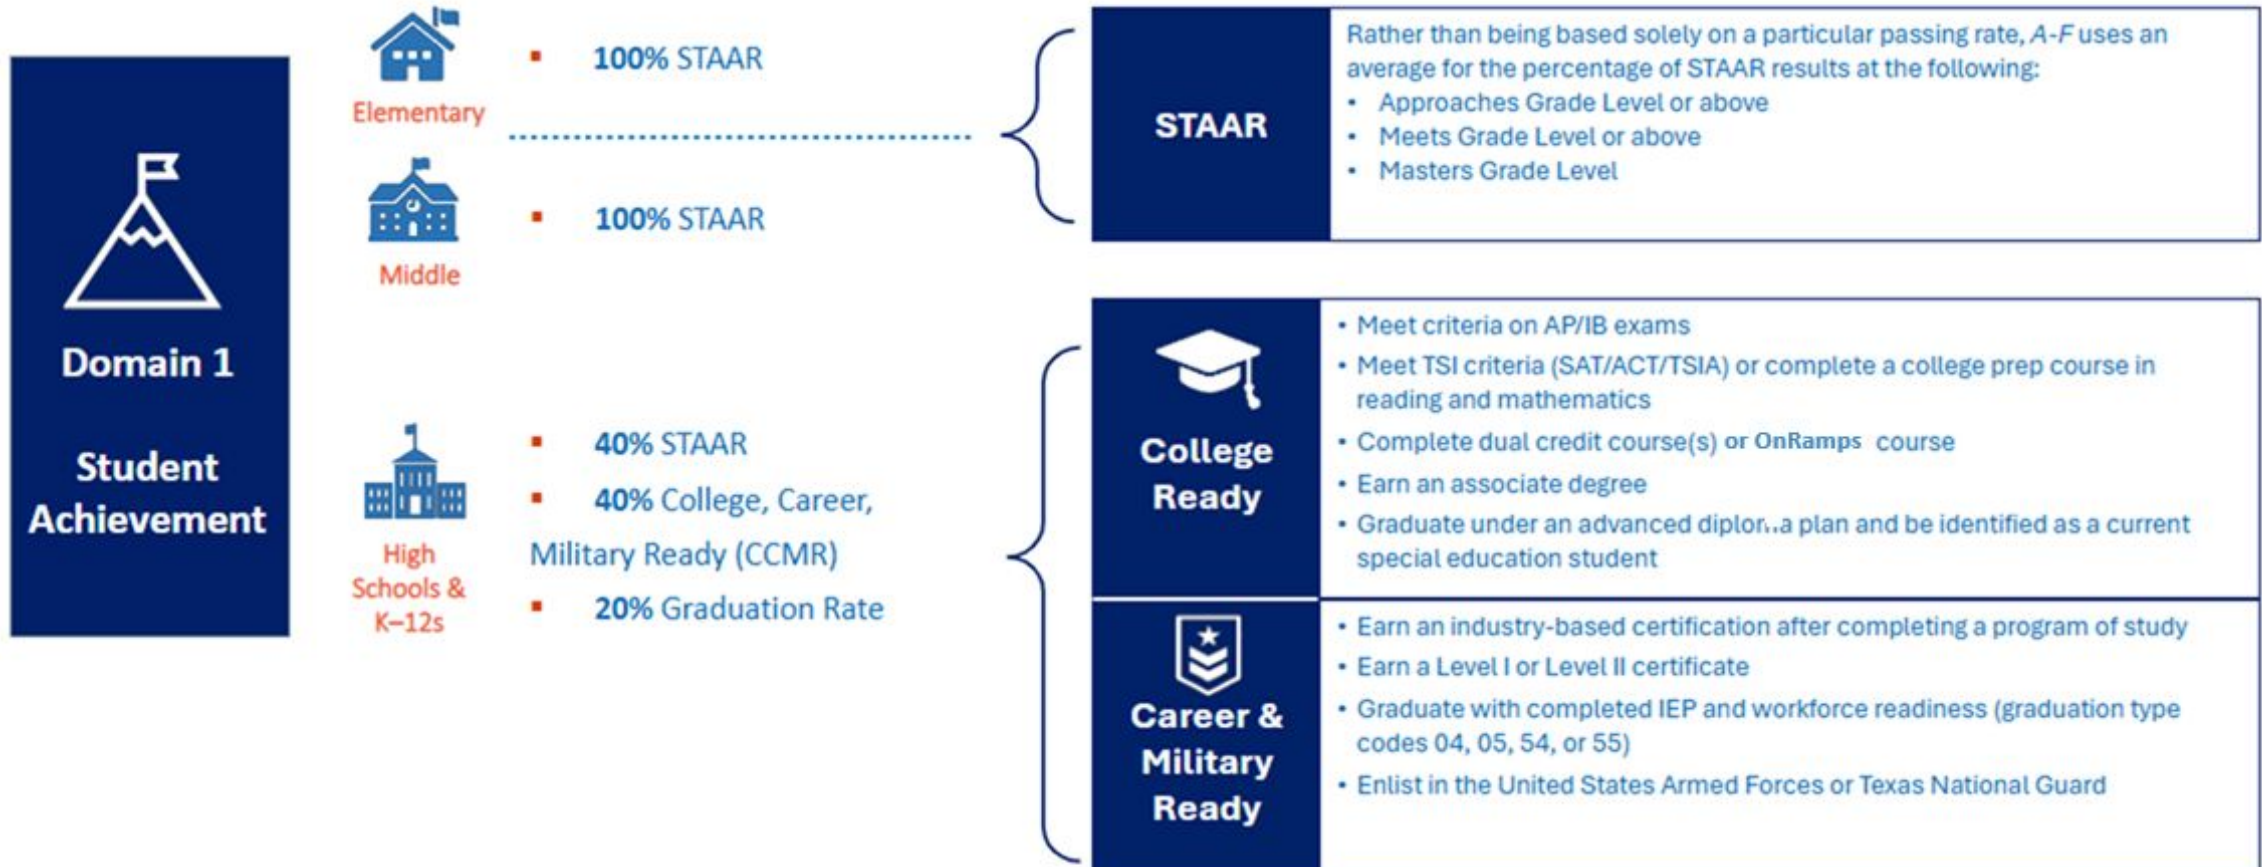 Domain 1
Student
Achievement
Elementary
▪ 100% STAAR
Middle
▪ 100% STAAR
High
Schools &
K–12s
▪ 40% STAAR
▪ 40% College, Career,
Military Ready (CCMR)
▪ 20% Graduation Rate
STAAR
Rather than being based solely on a particular passing rate, A-F uses an
average for the percentage of STAAR results at the following:
• Approaches Grade Level or above
• Meets Grade Level or above
• Masters Grade Level
College
Ready
• Meet criteria on AP/IB exams
• Meet TSI criteria (SAT/ACT/TSIA) or complete a college prep course in
reading and mathematics
• Complete dual credit course(s) or OnRamps course
• Earn an associate degree
• Graduate under an advanced diplor..a plan and be identified as a current
special education student
Career &
Military
Ready
• Earn an industry-based certification after completing a program of study
• Earn a Level I or Level II certificate
• Graduate with completed IEP and workforce readiness (graduation type
codes 04, 05, 54, or 55)
• Enlist in the United States Armed Forces or Texas National Guard